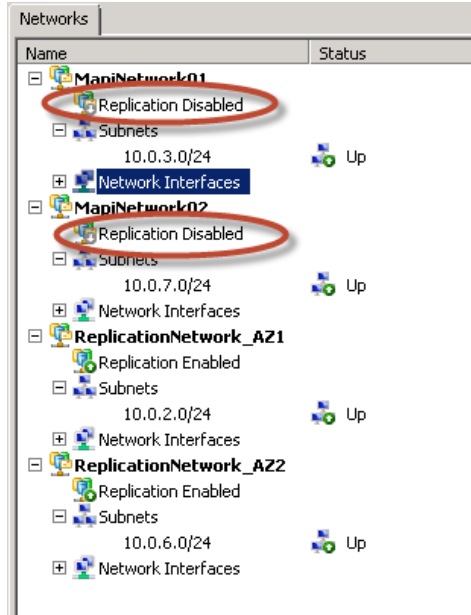 Networks
Name Status
MapiNetwork01
Replication Disabled
Subnets
10.0.3.0/24 Up
Network Interfaces
MapiNetwork02
Replication Disabled
Subnets
10.0.7.0/24 Up
Network Interfaces
ReplicationNetwork_AZ1
Replication Enabled
Subnets
10.0.2.0/24 Up
Network Interfaces
ReplicationNetwork_AZ2
Replication Enabled
Subnets
10.0.6.0/24 Up
Network Interfaces